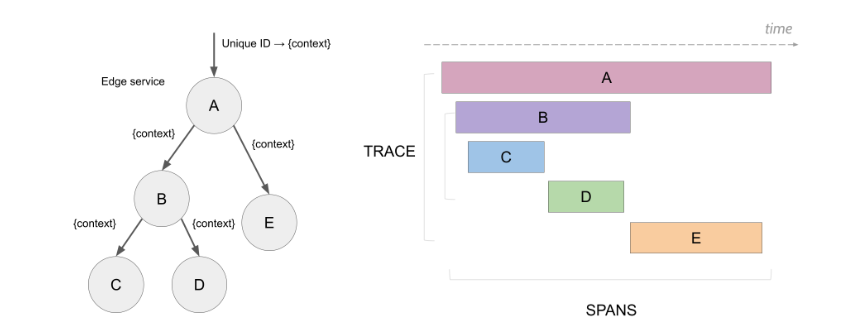 Unique ID → {context}
Edge service
A
{context}
{context}
B
E
{context}
{context}
C
D
time
A
B
TRACE
C
D
E
SPANS